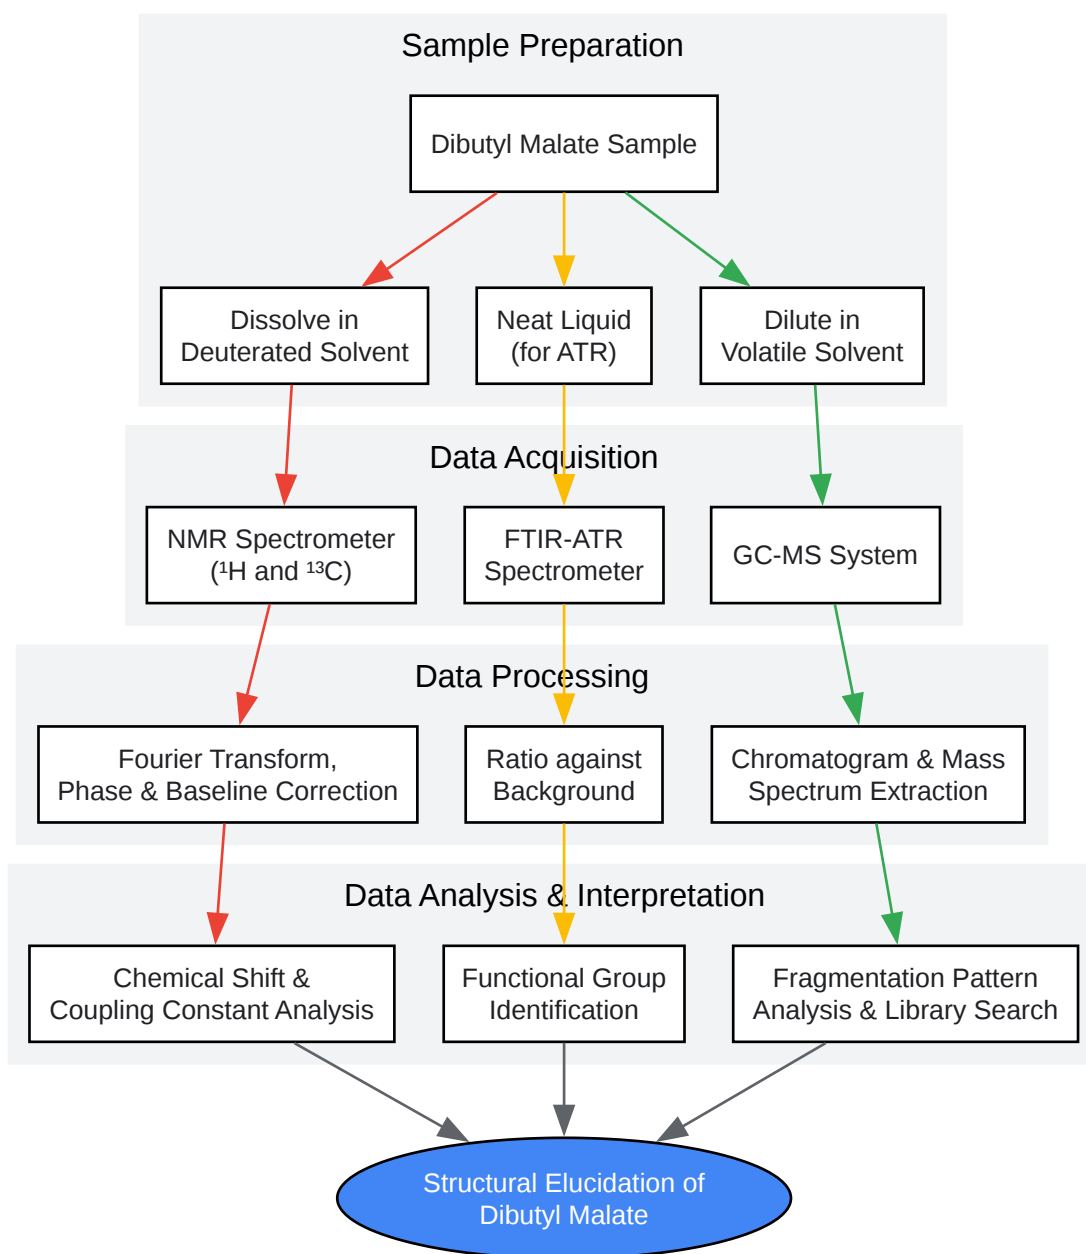 Sample Preparation
Dibutyl Malate Sample
Dissolve in
Deuterated Solvent
Neat Liquid
(for ATR)
Dilute in
Volatile Solvent
Data Acquisition
NMR Spectrometer
(¹H and ¹³C)
FTIR-ATR
Spectrometer
GC-MS System
Data Processing
Fourier Transform,
Phase & Baseline Correction
Ratio against
Background
Chromatogram & Mass
Spectrum Extraction
Data Analysis & Interpretation
Chemical Shift &
Coupling Constant Analysis
Functional Group
Identification
Fragmentation Pattern
Analysis & Library Search
Structural Elucidation of
Dibutyl Malate